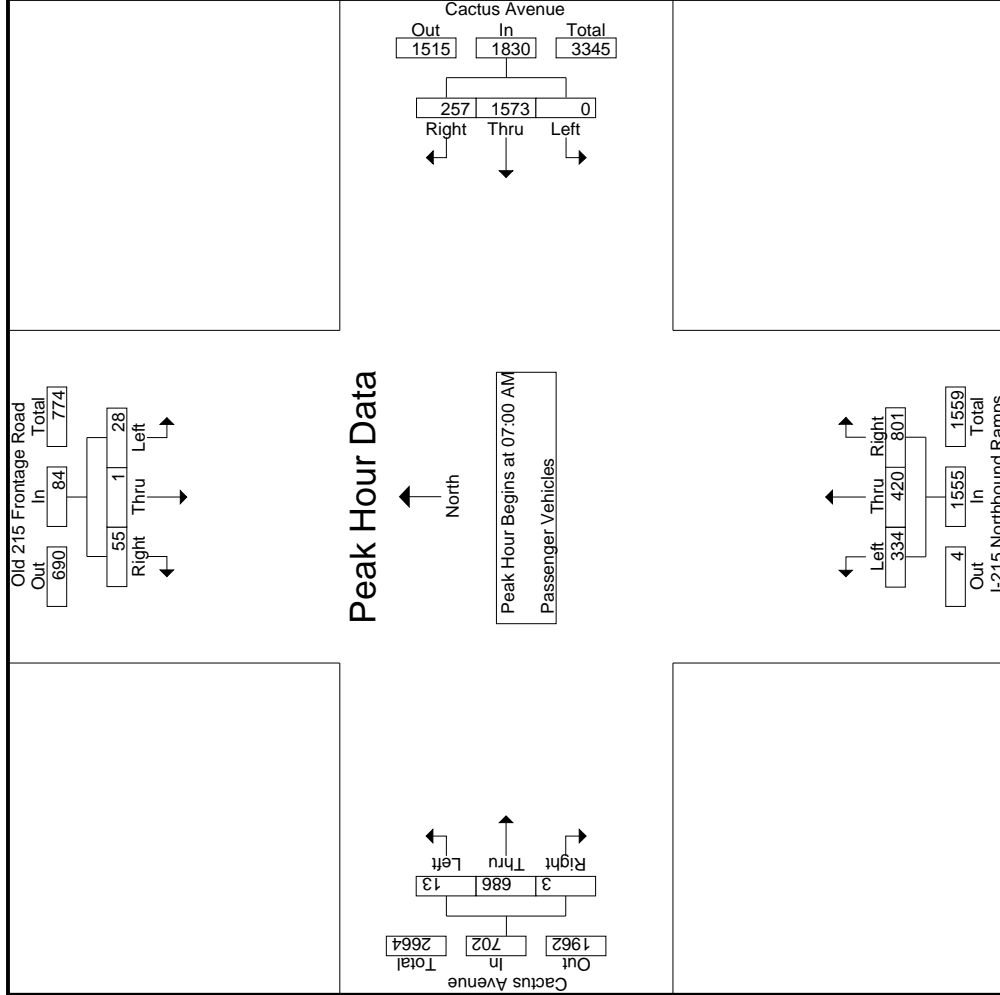 Cactus Avenue
Out In Total
1515 1830 3345
257 1573 0
Right Thru Left
Old 215 Frontage Road
Out In Total
690 84 774
55 1 28
Right Thru Left
Peak Hour Data
North
Peak Hour Begins at 07:00 AM
Passenger Vehicles
Left Thru Right
334 420 801
4 1555 1559
Out In Total
I-215 Northbound Ramps
Left Thru Right
13 686 3
Total In Out
2664 702 1962
Cactus Avenue